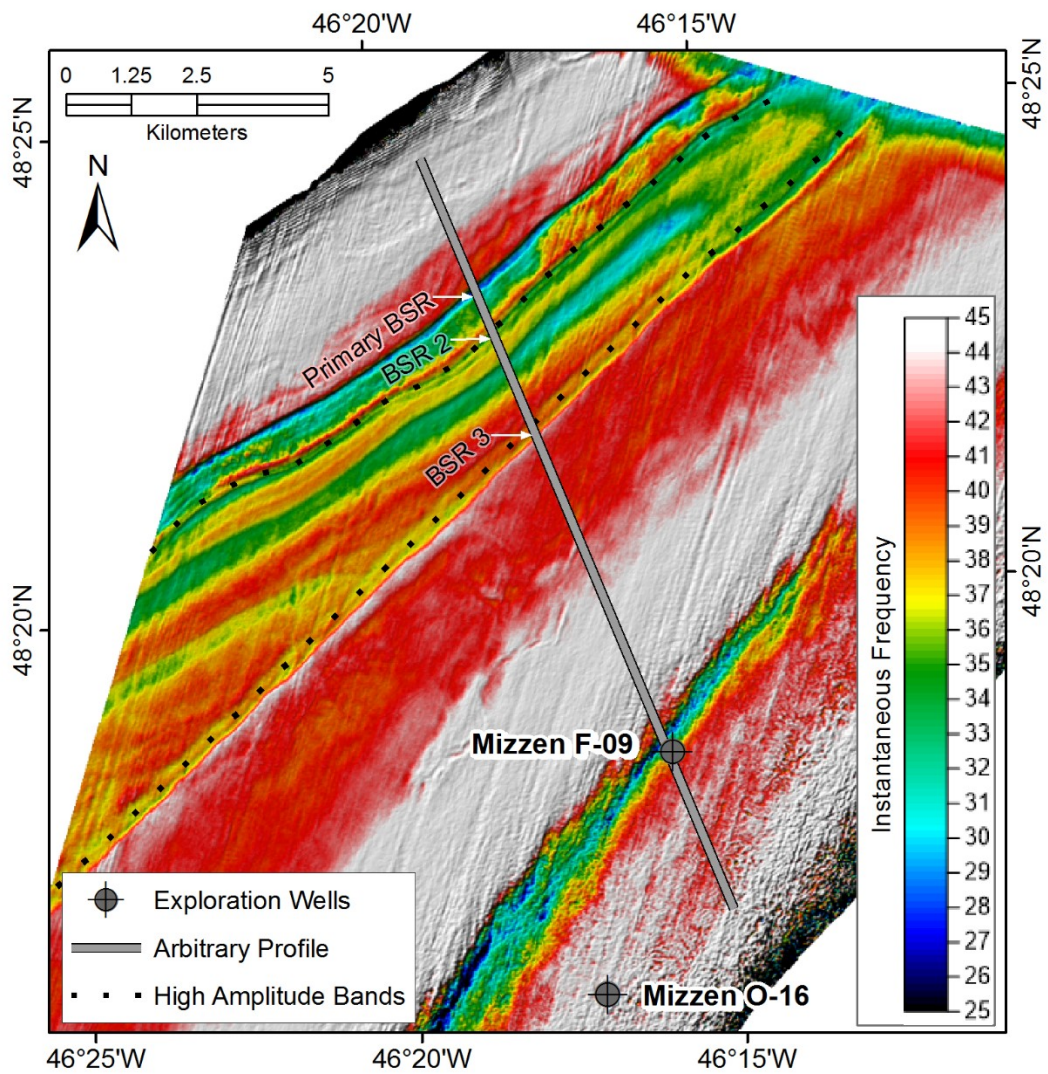 46°20'W 46°15'W
0 1.25 2.5 5
Kilometers
48°25'N
48°25'N
N
Primary BSR
BSR 2
BSR 3
48°20'N
48°20'N
Mizzen F-09
Mizzen O-16
Instantaneous Frequency
45
44
43
42
41
40
39
38
37
36
35
34
33
32
31
30
29
28
27
26
25
Exploration Wells
Arbitrary Profile
High Amplitude Bands
46°25'W 46°20'W 46°15'W